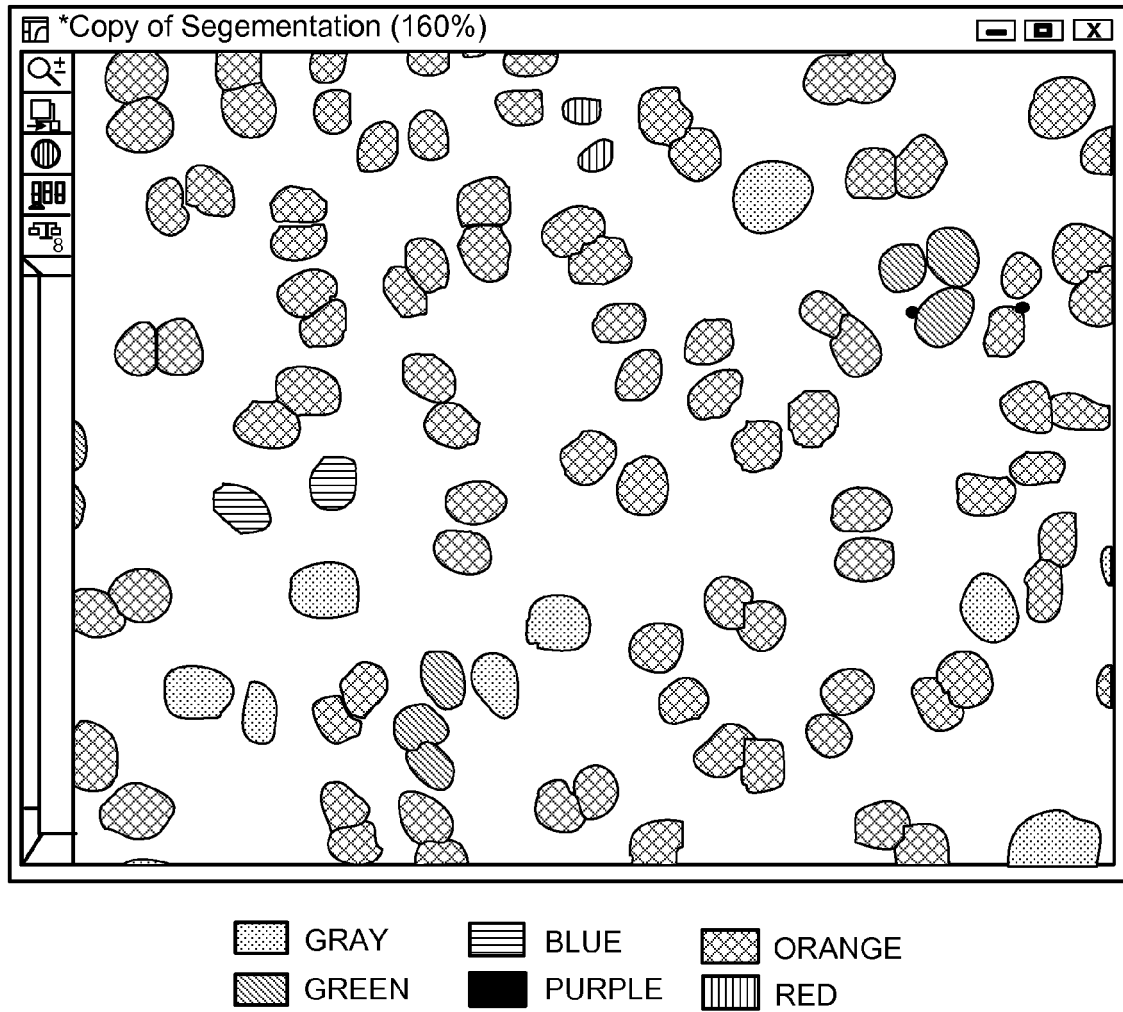 *Copy of Segementation (160%)
X
8
GRAY
BLUE
ORANGE
GREEN
PURPLE
RED